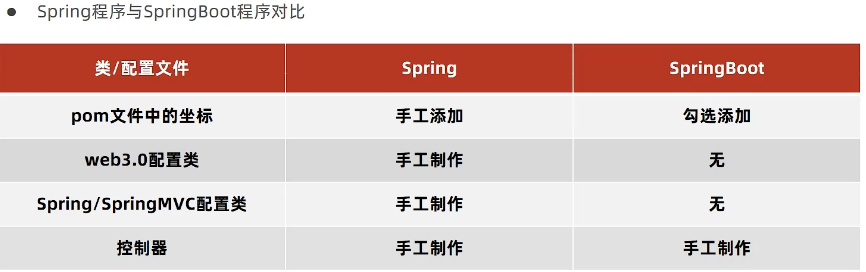 Spring程序与SpringBoot程序对比
类/配置文件 Spring SpringBoot
pom文件中的坐标 手工添加 勾选添加
web3.0配置类 手工制作 无
Spring/SpringMVC配置类 手工制作 无
控制器 手工制作 手工制作